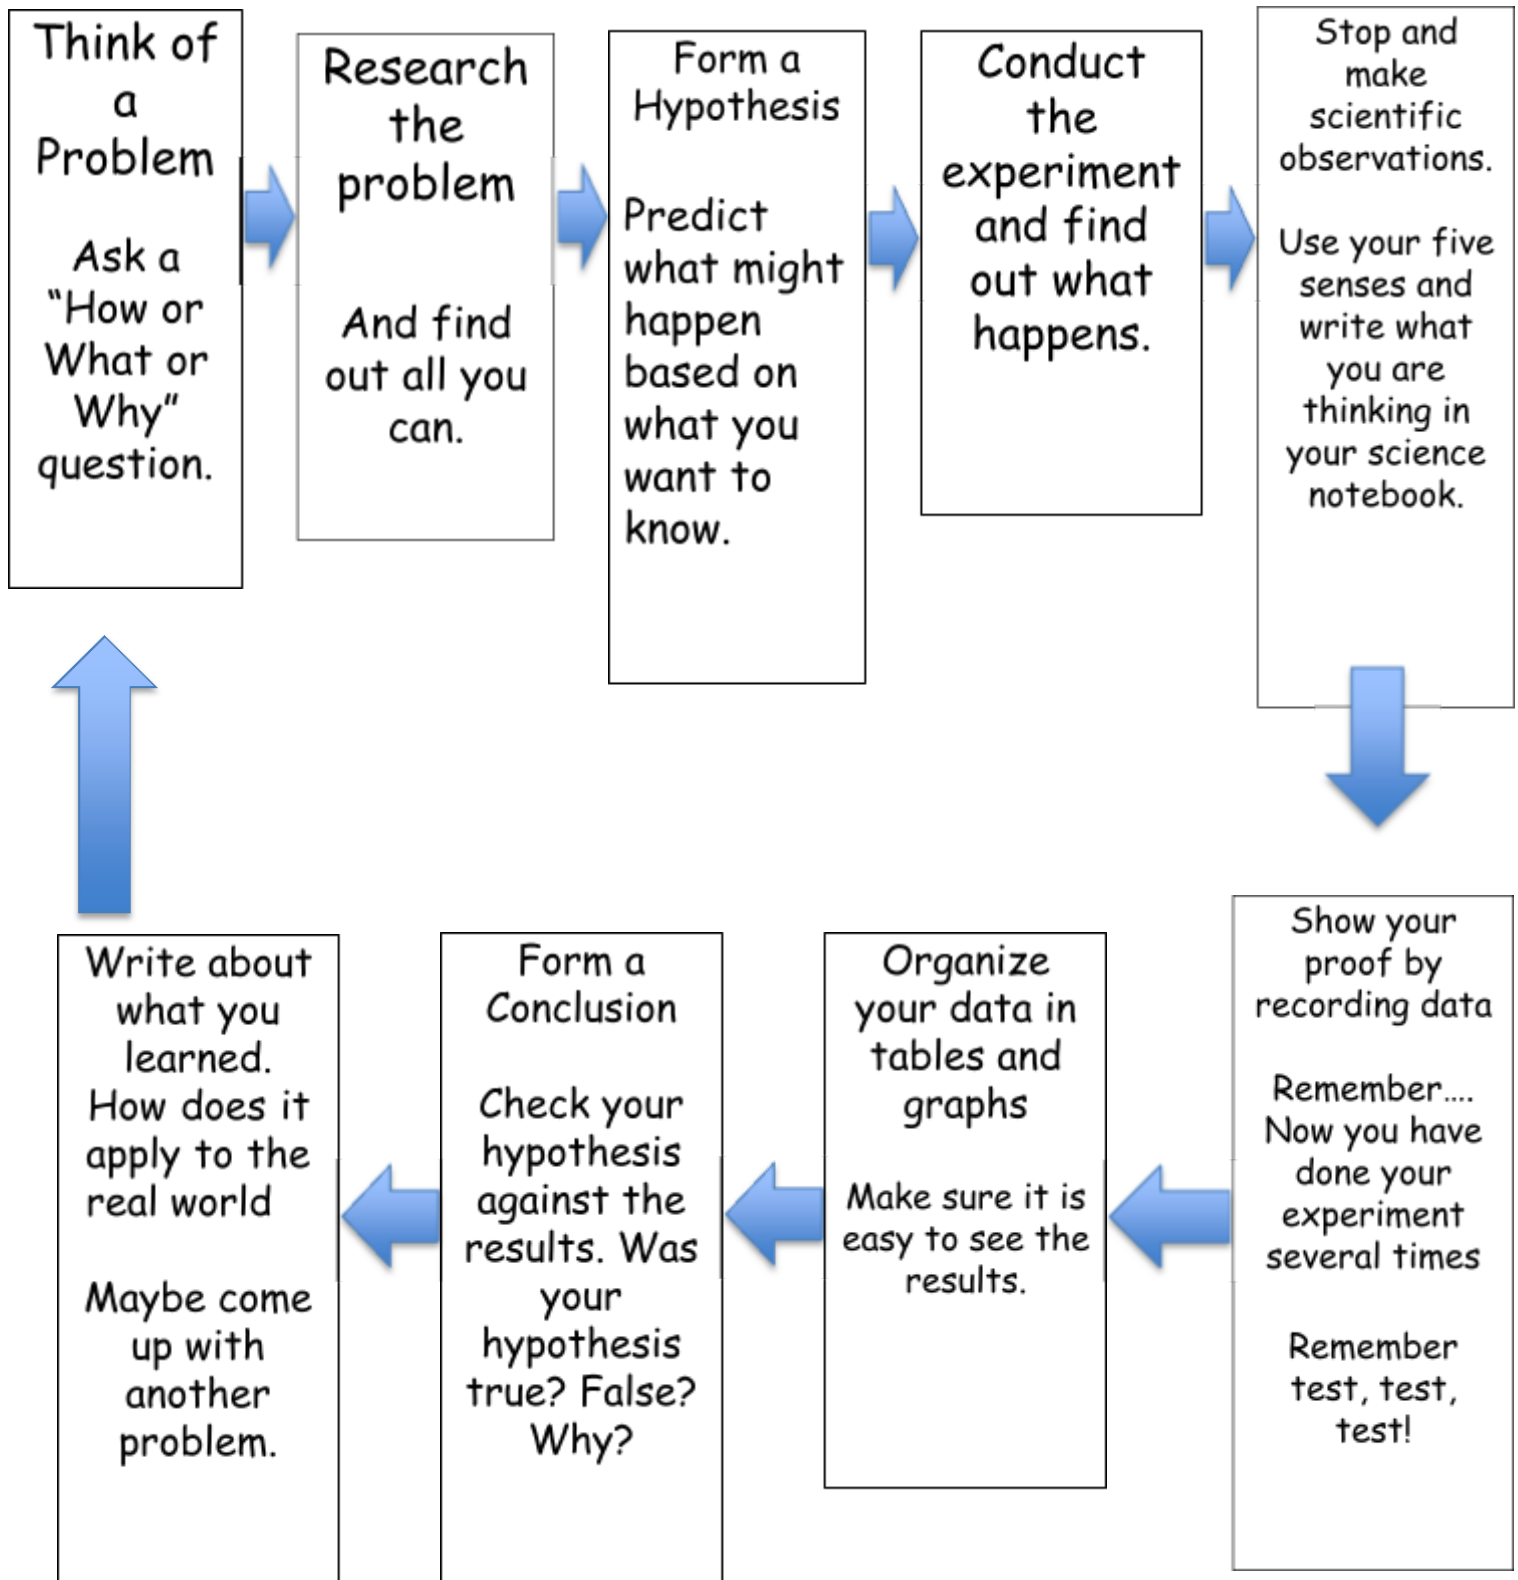 Think of
a
Problem
Ask a
“How or
What or
Why”
question.
Research
the
problem
And find
out all you
can.
Form a
Hypothesis
Predict
what might
happen
based on
what you
want to
know.
Conduct
the
experiment
and find
out what
happens.
Stop and
make
scientific
observations.
Use your five
senses and
write what
you are
thinking in
your science
notebook.
Show your
proof by
recording data
Remember....
Now you have
done your
experiment
several times
Remember
test, test,
test!
Organize
your data in
tables and
graphs
Make sure it is
easy to see the
results.
Form a
Conclusion
Check your
hypothesis
against the
results. Was
your
hypothesis
true? False?
Why?
Write about
what you
learned.
How does it
apply to the
real world
Maybe come
up with
another
problem.